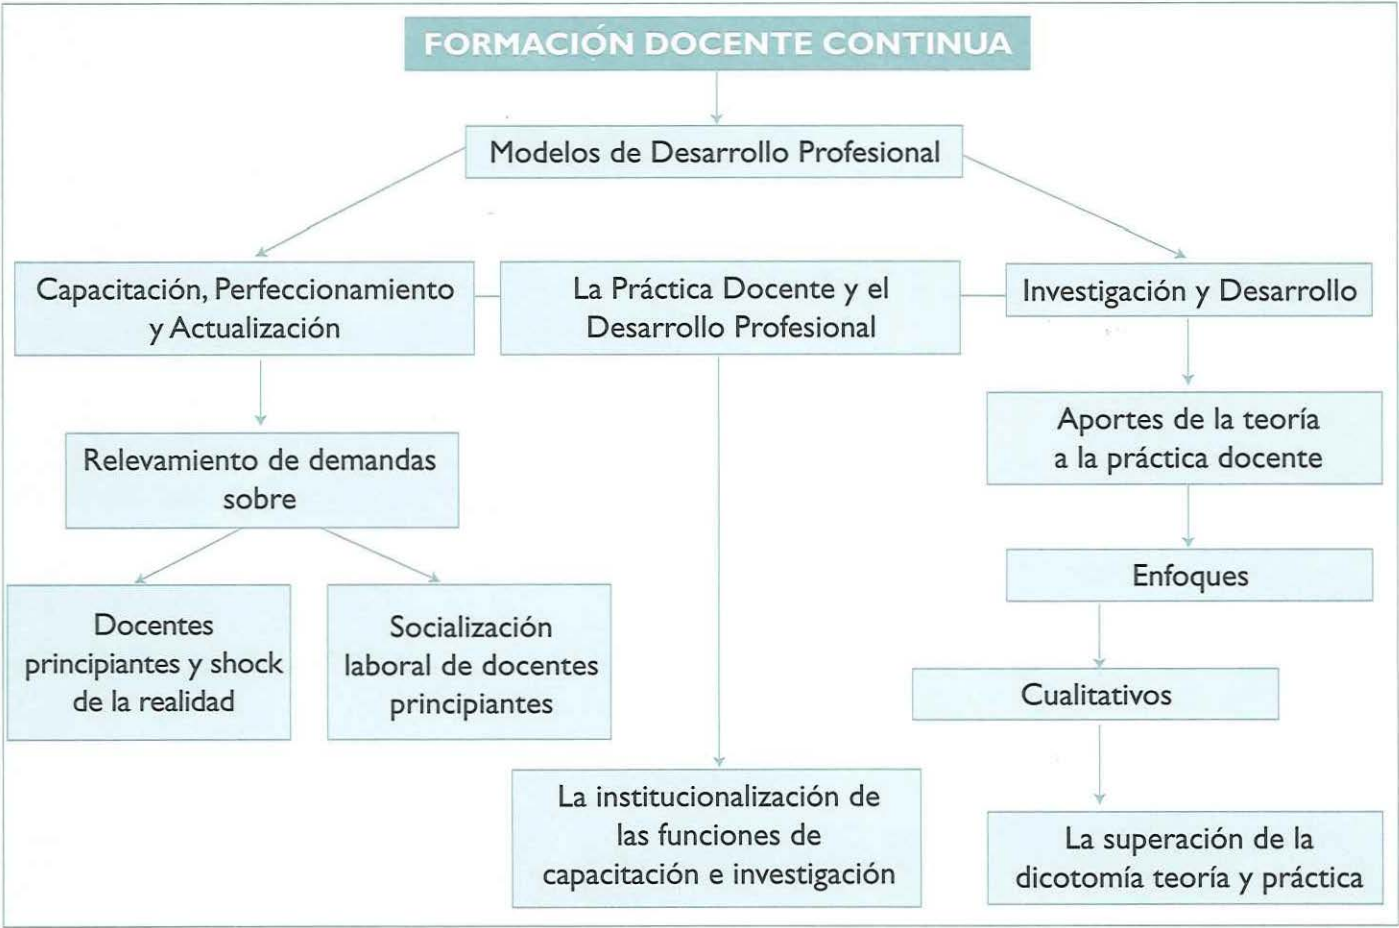 FORMACIÓN DOCENTE CONTINUA
Modelos de Desarrollo Profesional
Capacitación, Perfeccionamiento
y Actualización
La Práctica Docente y el
Desarrollo Profesional
Investigación y Desarrollo
Relevamiento de demandas
sobre
Aportes de la teoría
a la práctica docente
Enfoques
Docentes
principiantes y shock
de la realidad
Socialización
laboral de docentes
principiantes
Cualitativos
La institucionalización de
las funciones de
capacitación e investigación
La superación de la
dicotomía teoría y práctica